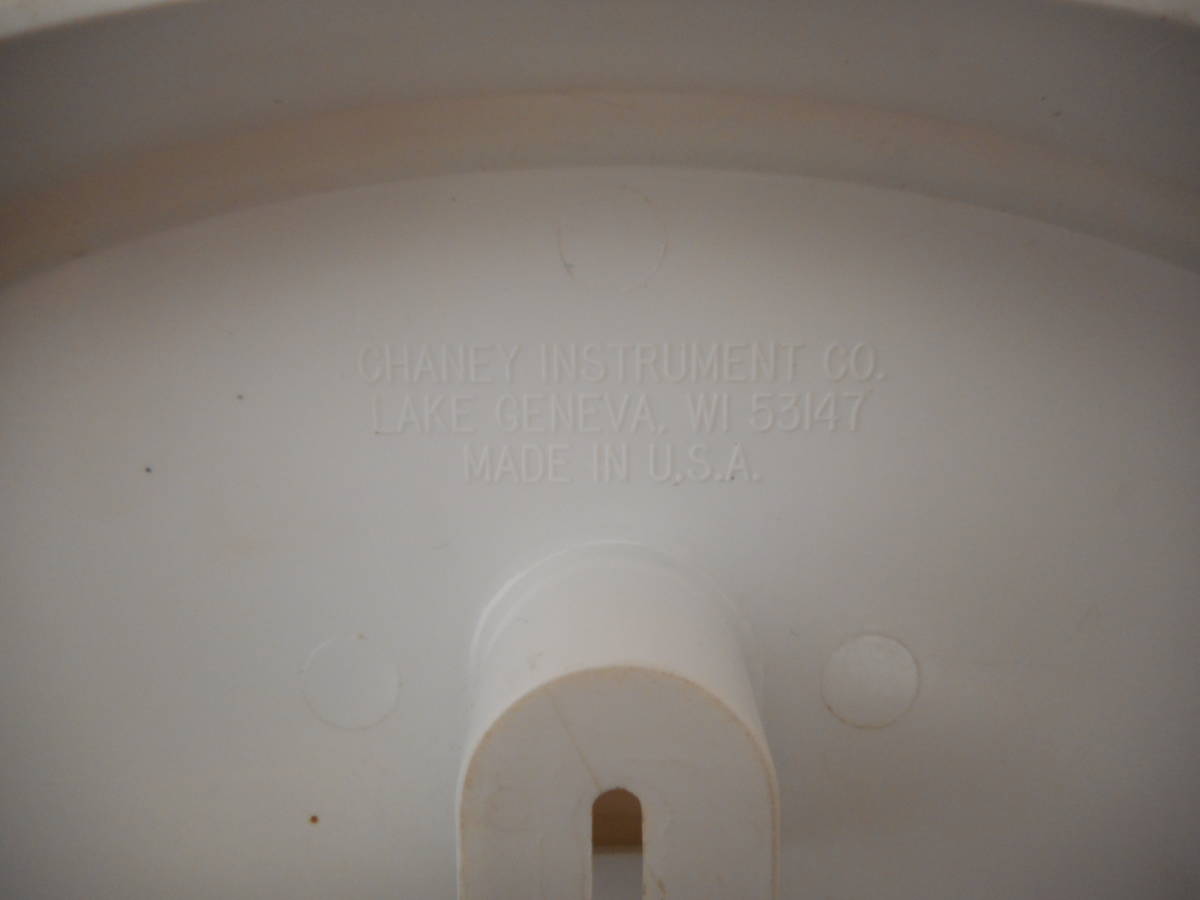 CHANEY INSTRUMENT CO.
LAKE GENEVA, WI 53147
MADE IN U.S.A.